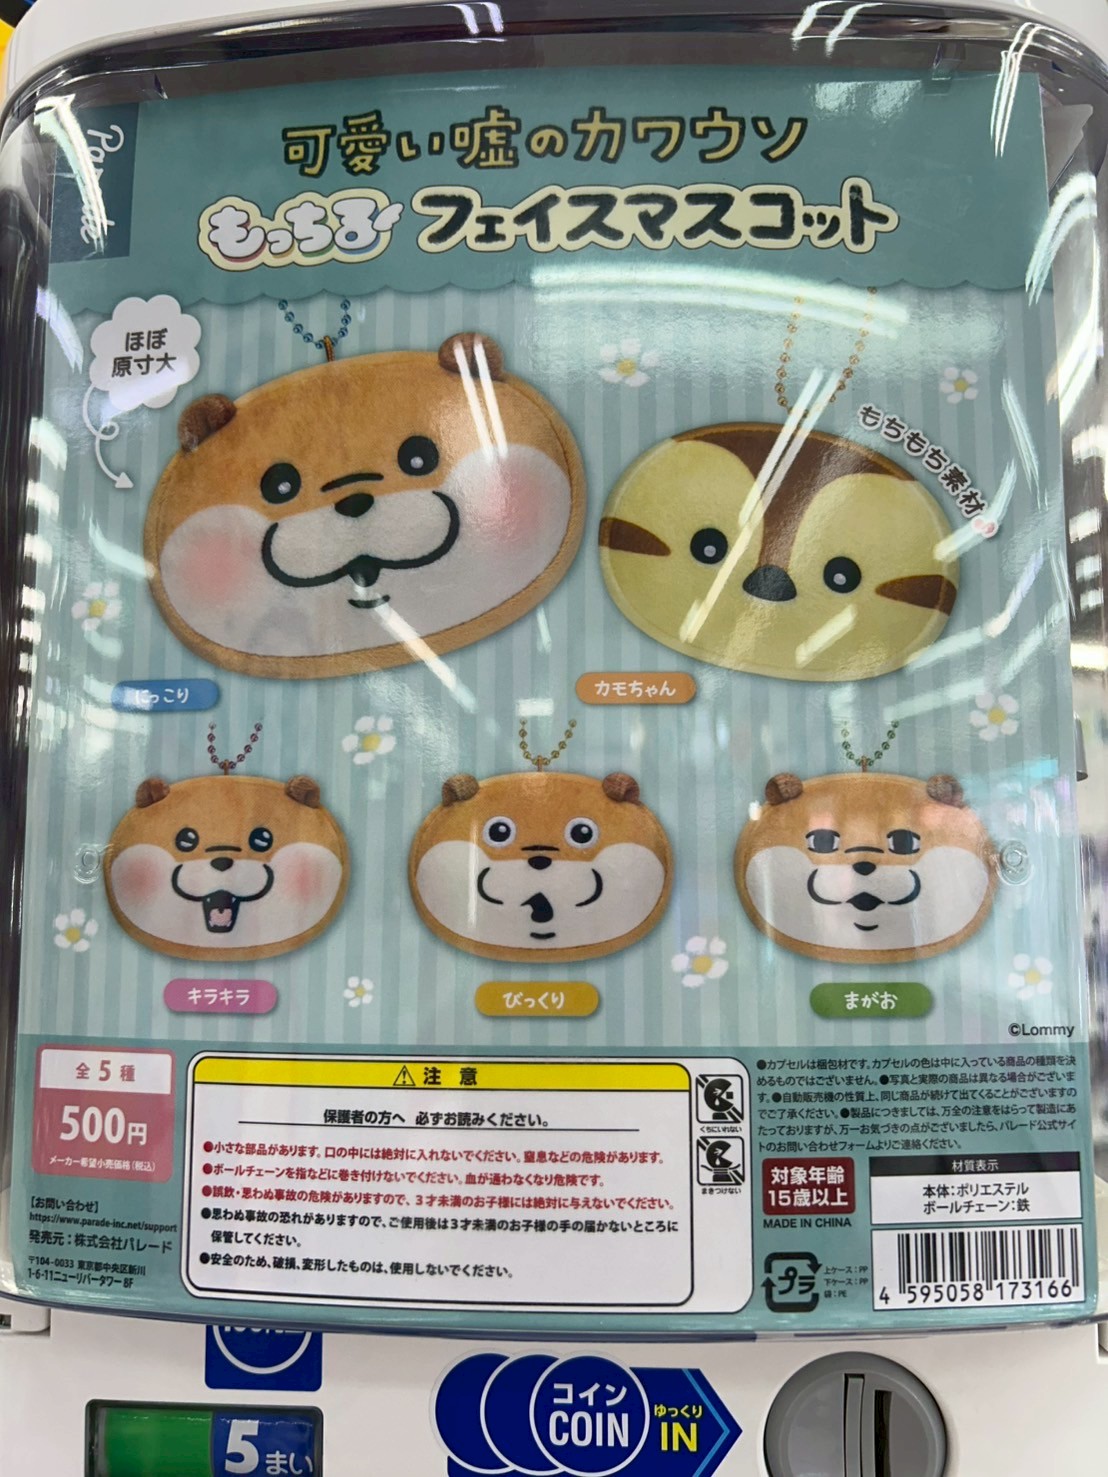 Parade
可愛い嘘のカワウソ
もっちる フェイスマスコット
ほぼ
原寸大
もちもち素材
にっこり
カモちゃん
キラキラ
びっくり
まがお
©Lommy
全5種
500円
メーカー希望小売価格(税込)
【お問い合わせ】
https://www.parade-inc.net/support
発売元:株式会社パレード
〒104-0033 東京都中央区新川
1-6-11ニューリバータワー 8F
⚠注 意
保護者の方へ 必ずお読みください。
●小さな部品があります。口の中には絶対に入れないでください。窒息などの危険があります。
●ボールチェーンを指などに巻き付けないでください。血が通わなくなり危険です。
●誤飲・思わぬ事故の危険がありますので、3才未満のお子様には絶対に与えないでください。
●思わぬ事故の恐れがありますので、ご使用後は3才未満のお子様の手の届かないところに
保管してください。
●安全のため、破損、変形したものは、使用しないでください。
くちにいれない
まきつけない
●カプセルは梱包材です。カプセルの色は中に入っている商品の種類を決
めるものではございません。●写真と実際の商品は異なる場合がございま
す。●自動販売機の性質上、同じ商品が続けて出てくることがございますの
でご了承ください。●製品につきましては、万全の注意をはらって製造にあ
たっておりますが、万一お気づきの点がございましたら、パレード公式サイ
トのお問い合わせフォームよりご連絡ください。
対象年齢
15歳以上
MADE IN CHINA
材質表示
本体:ポリエステル
ボールチェーン:鉄
プラ
上ケース:PP
下ケース:PP
袋:PE
4 595058 173166
5まい
コイン
COIN
ゆっくり
IN